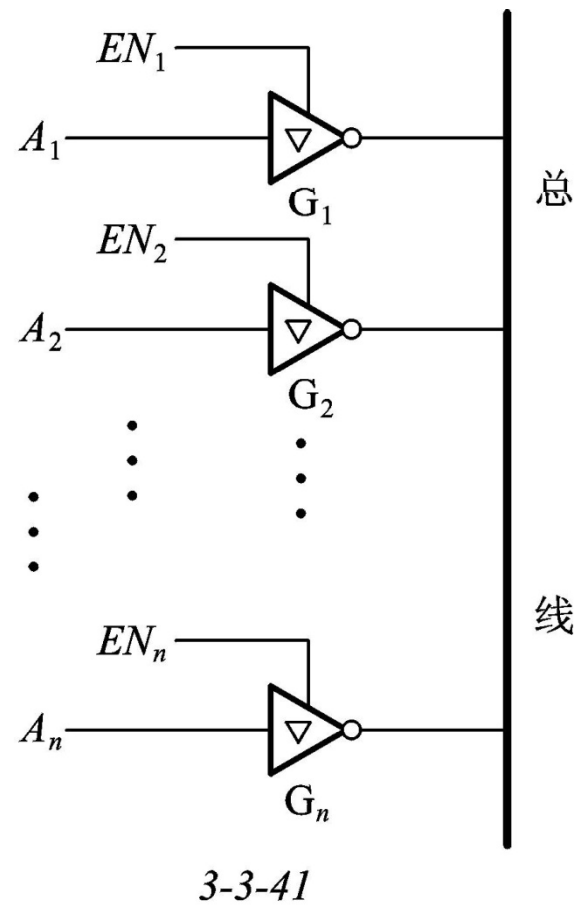 EN₁
A₁
G₁
总
EN₂
A₂
G₂
线
ENₙ
Aₙ
Gₙ
3-3-41